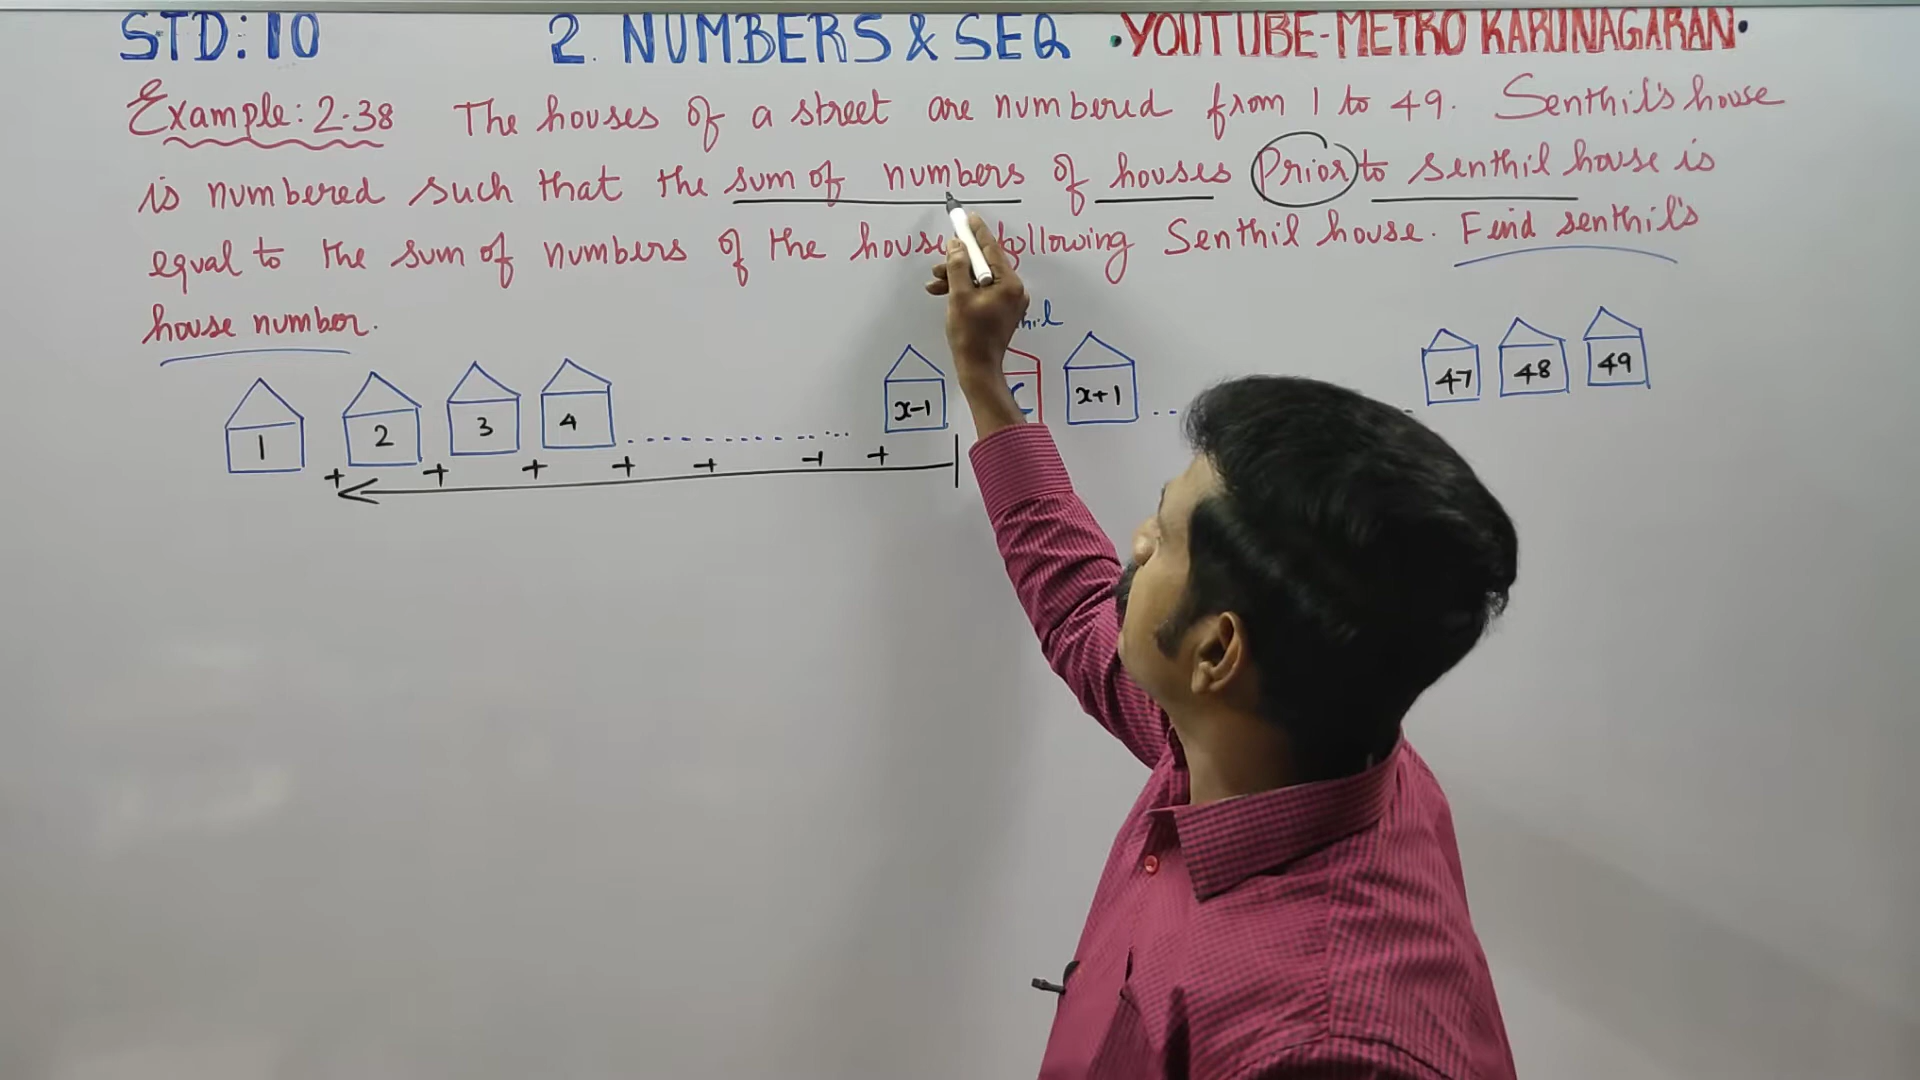 STD: 10 2. NUMBERS & SEQ •YOUTUBE-METRO KARUNAGARAN•
Example: 2.38 The houses of a street are numbered from 1 to 49. Senthil's house
is numbered such that the sum of numbers of houses prior to senthil house is
equal to the sum of numbers of the house following Senthil house. Find senthil's
house number.
1 2 3 4 ............ x-1 x+1 .. 47 48 49
+ + + + + + +